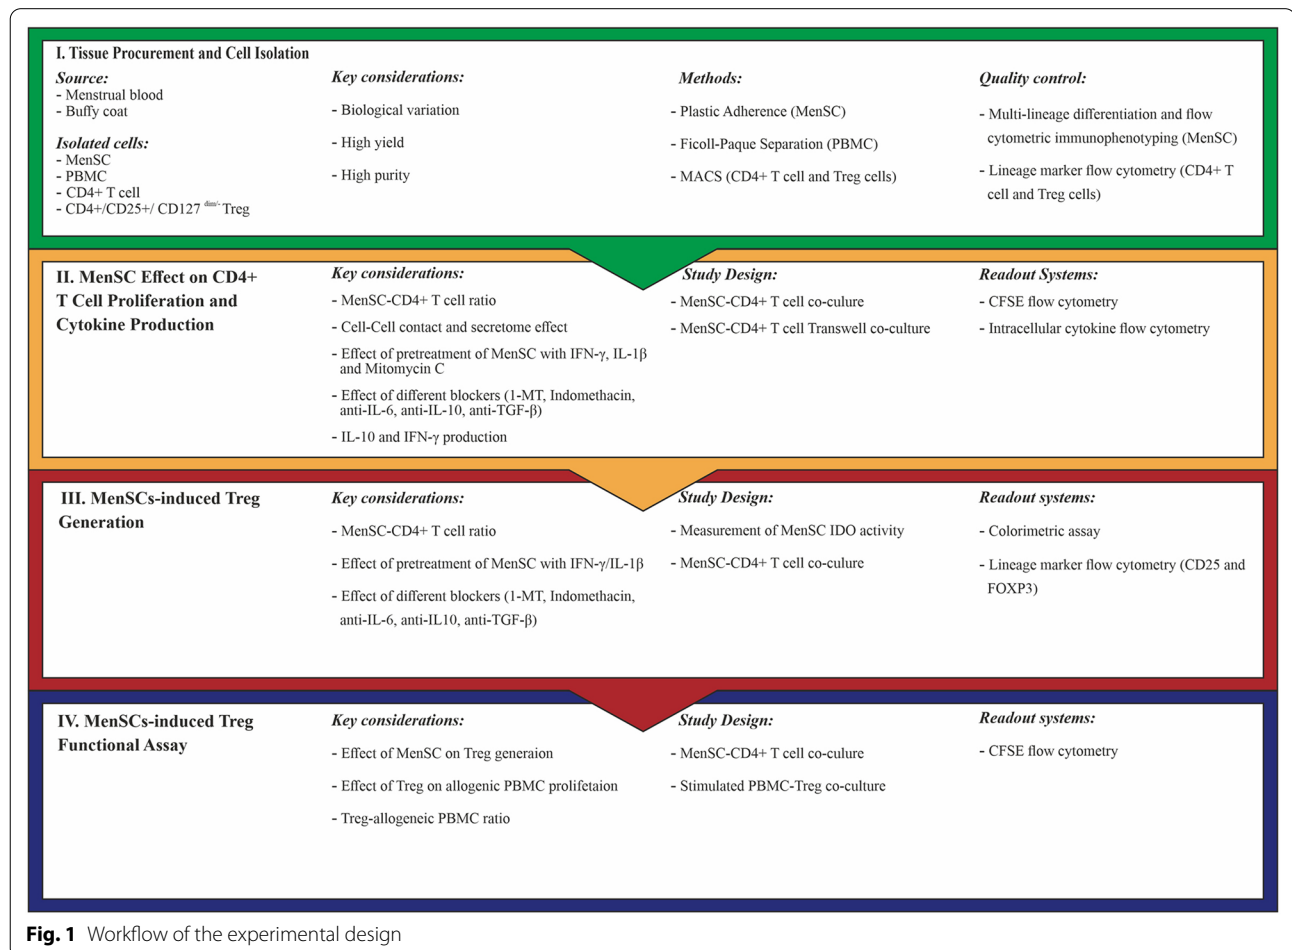 I. Tissue Procurement and Cell Isolation
Source:
- Menstrual blood
- Buffy coat
Isolated cells:
- MenSC
- PBMC
- CD4+ T cell
- CD4+/CD25+/ CD127 dim/- Treg
Key considerations:
- Biological variation
- High yield
- High purity
Methods:
- Plastic Adherence (MenSC)
- Ficoll-Paque Separation (PBMC)
- MACS (CD4+ T cell and Treg cells)
Quality control:
- Multi-lineage differentiation and flow
cytometric immunophenotyping (MenSC)
- Lineage marker flow cytometry (CD4+ T
cell and Treg cells)
II. MenSC Effect on CD4+
T Cell Proliferation and
Cytokine Production
Key considerations:
- MenSC-CD4+ T cell ratio
- Cell-Cell contact and secretome effect
- Effect of pretreatment of MenSC with IFN-γ, IL-1β
and Mitomycin C
- Effect of different blockers (1-MT, Indomethacin,
anti-IL-6, anti-IL-10, anti-TGF-β)
- IL-10 and IFN-γ production
Study Design:
- MenSC-CD4+ T cell co-culure
- MenSC-CD4+ T cell Transwell co-culture
Readout Systems:
- CFSE flow cytometry
- Intracellular cytokine flow cytometry
III. MenSCs-induced Treg
Generation
Key considerations:
- MenSC-CD4+ T cell ratio
- Effect of pretreatment of MenSC with IFN-γ/IL-1β
- Effect of different blockers (1-MT, Indomethacin,
anti-IL-6, anti-IL10, anti-TGF-β)
Study Design:
- Measurement of MenSC IDO activity
- MenSC-CD4+ T cell co-culure
Readout systems:
- Colorimetric assay
- Lineage marker flow cytometry (CD25 and
FOXP3)
IV. MenSCs-induced Treg
Functional Assay
Key considerations:
- Effect of MenSC on Treg generaion
- Effect of Treg on allogenic PBMC prolifetaion
- Treg-allogeneic PBMC ratio
Study Design:
- MenSC-CD4+ T cell co-culure
- Stimulated PBMC-Treg co-culture
Readout systems:
- CFSE flow cytometry
Fig. 1 Workflow of the experimental design